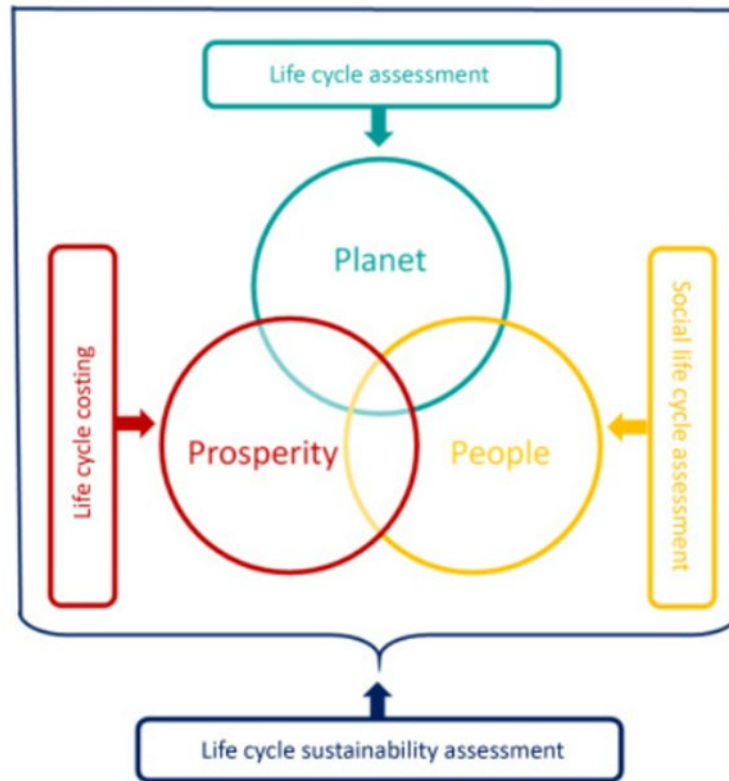 Life cycle assessment
Planet
Life cycle costing
Prosperity
People
Social life cycle assessment
Life cycle sustainability assessment